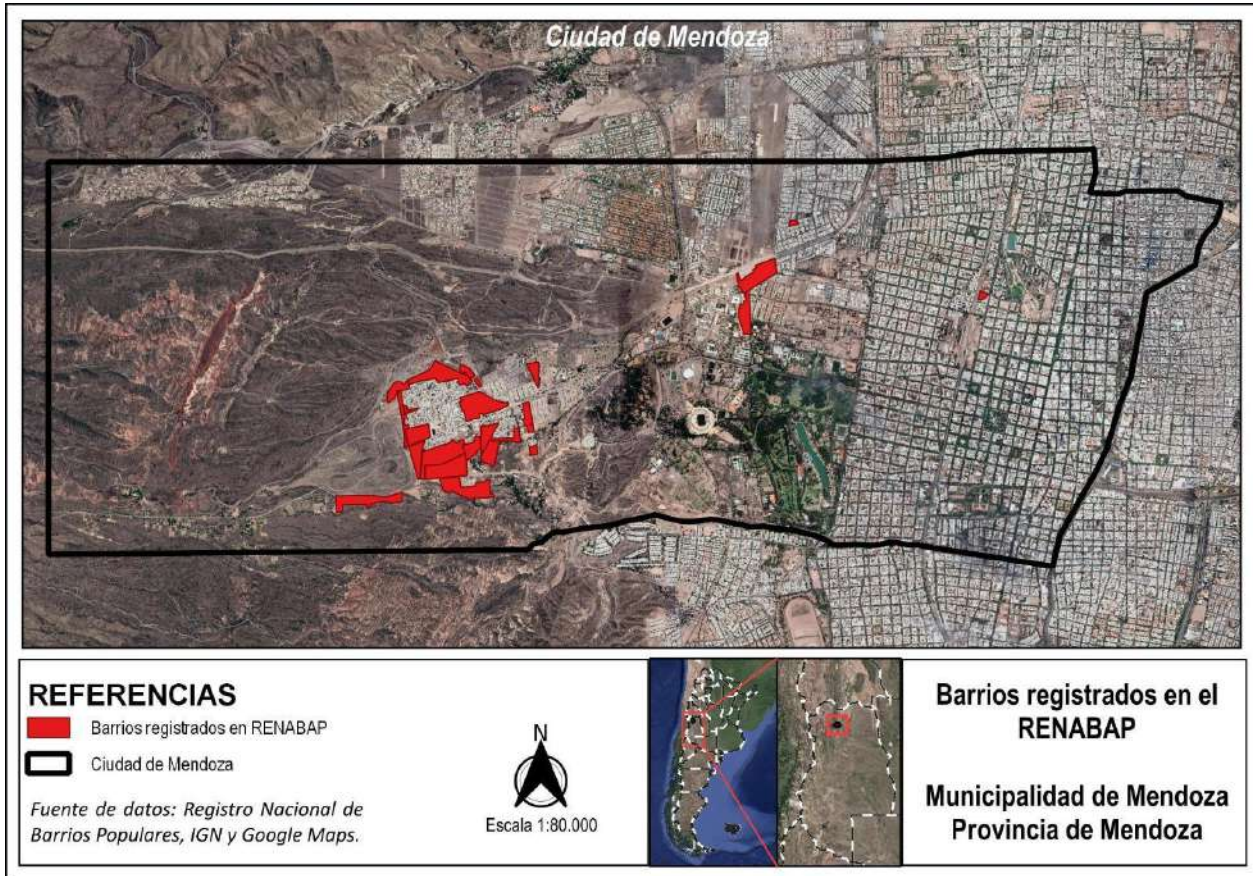 Ciudad de Mendoza
REFERENCIAS
Barrios registrados en RENABAP
Ciudad de Mendoza
Fuente de datos: Registro Nacional de
Barrios Populares, IGN y Google Maps.
N
Escala 1:80.000
Barrios registrados en el
RENABAP
Municipalidad de Mendoza
Provincia de Mendoza